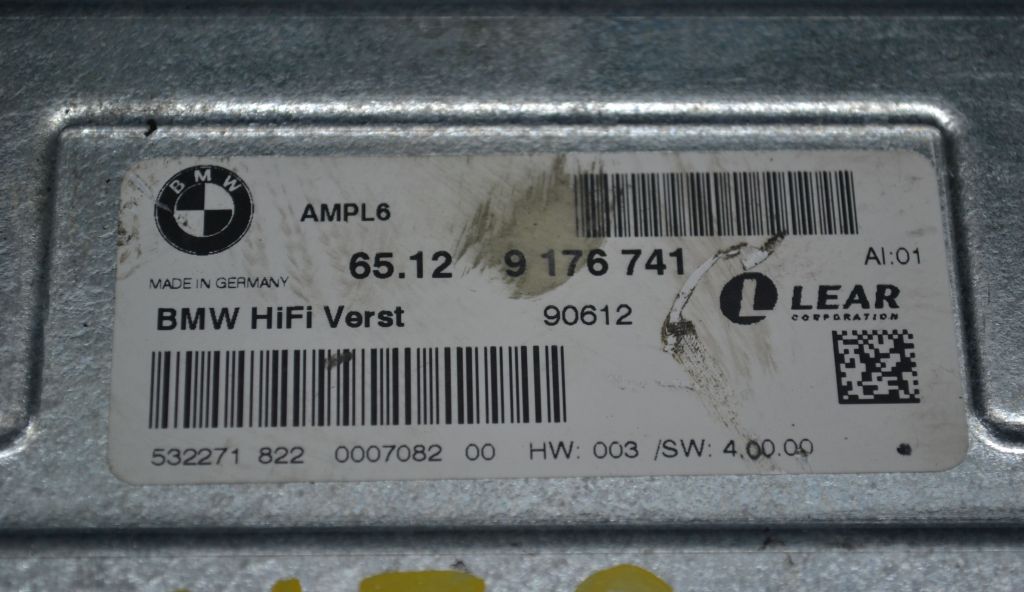 BMW
AMPL6
65.12 9 176 741
AI:01
MADE IN GERMANY
BMW HiFi Verst 90612
L LEAR
CORPORATION
532271 822 0007082 00 HW: 003 /SW: 4.00.00